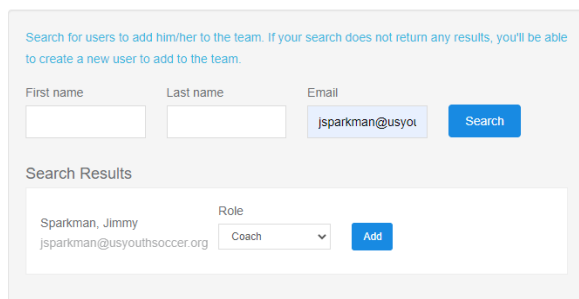 Search for users to add him/her to the team. If your search does not return any results, you'll be able
to create a new user to add to the team.
First name Last name Email
jsparkman@usyou Search
Search Results
Sparkman, Jimmy
jsparkman@usyouthsoccer.org
Role
Coach Add